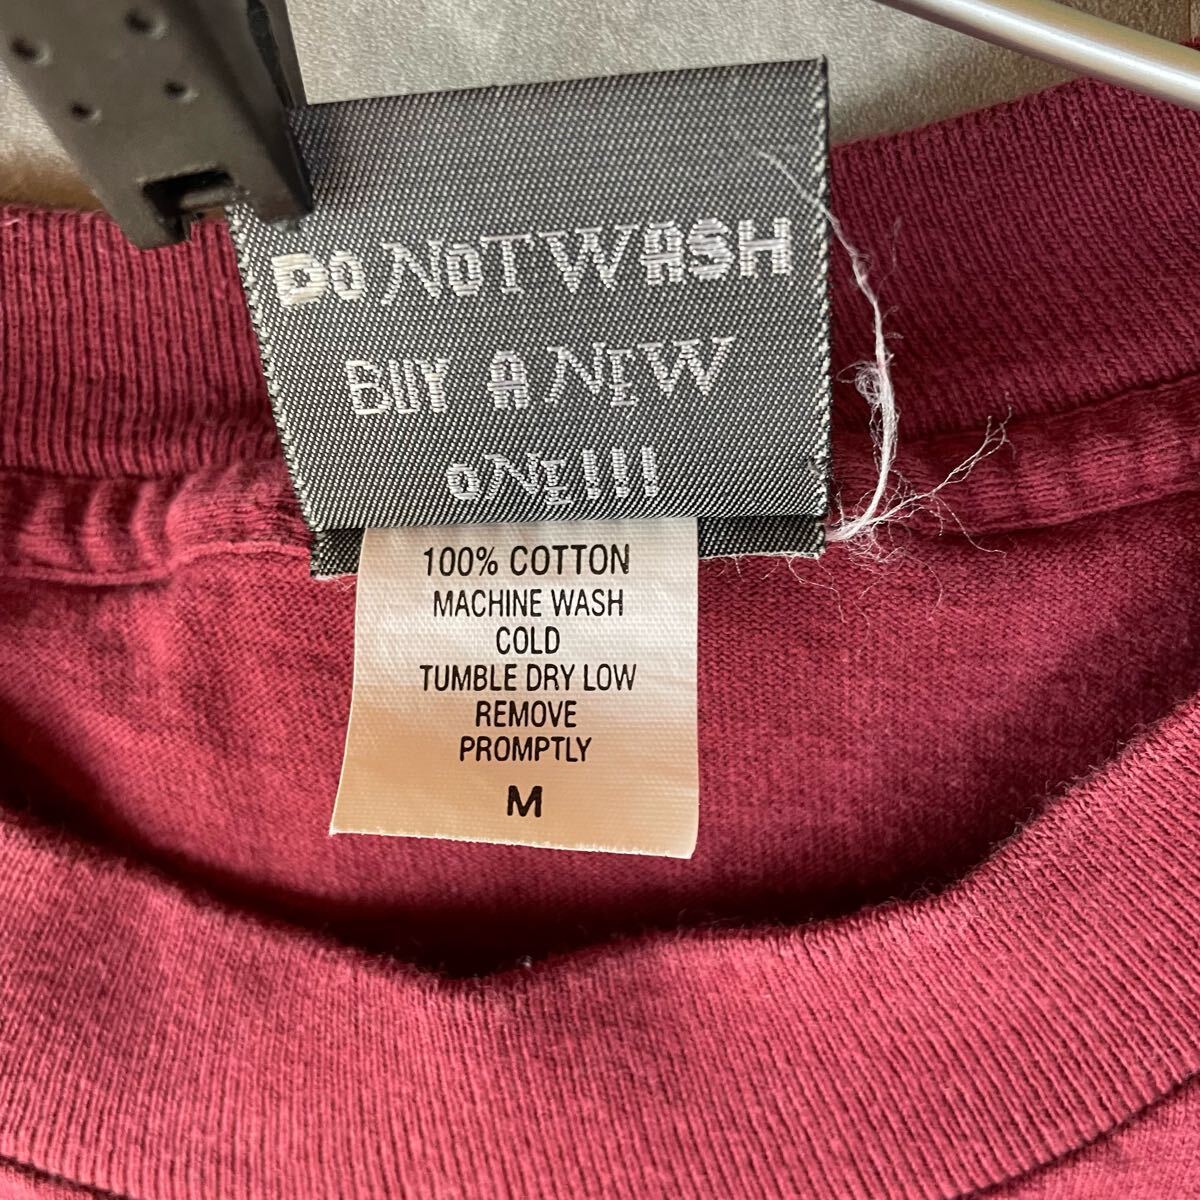 DO NOT WASH
BUY A NEW
ONE!!!
100% COTTON
MACHINE WASH
COLD
TUMBLE DRY LOW
REMOVE
PROMPTLY
M